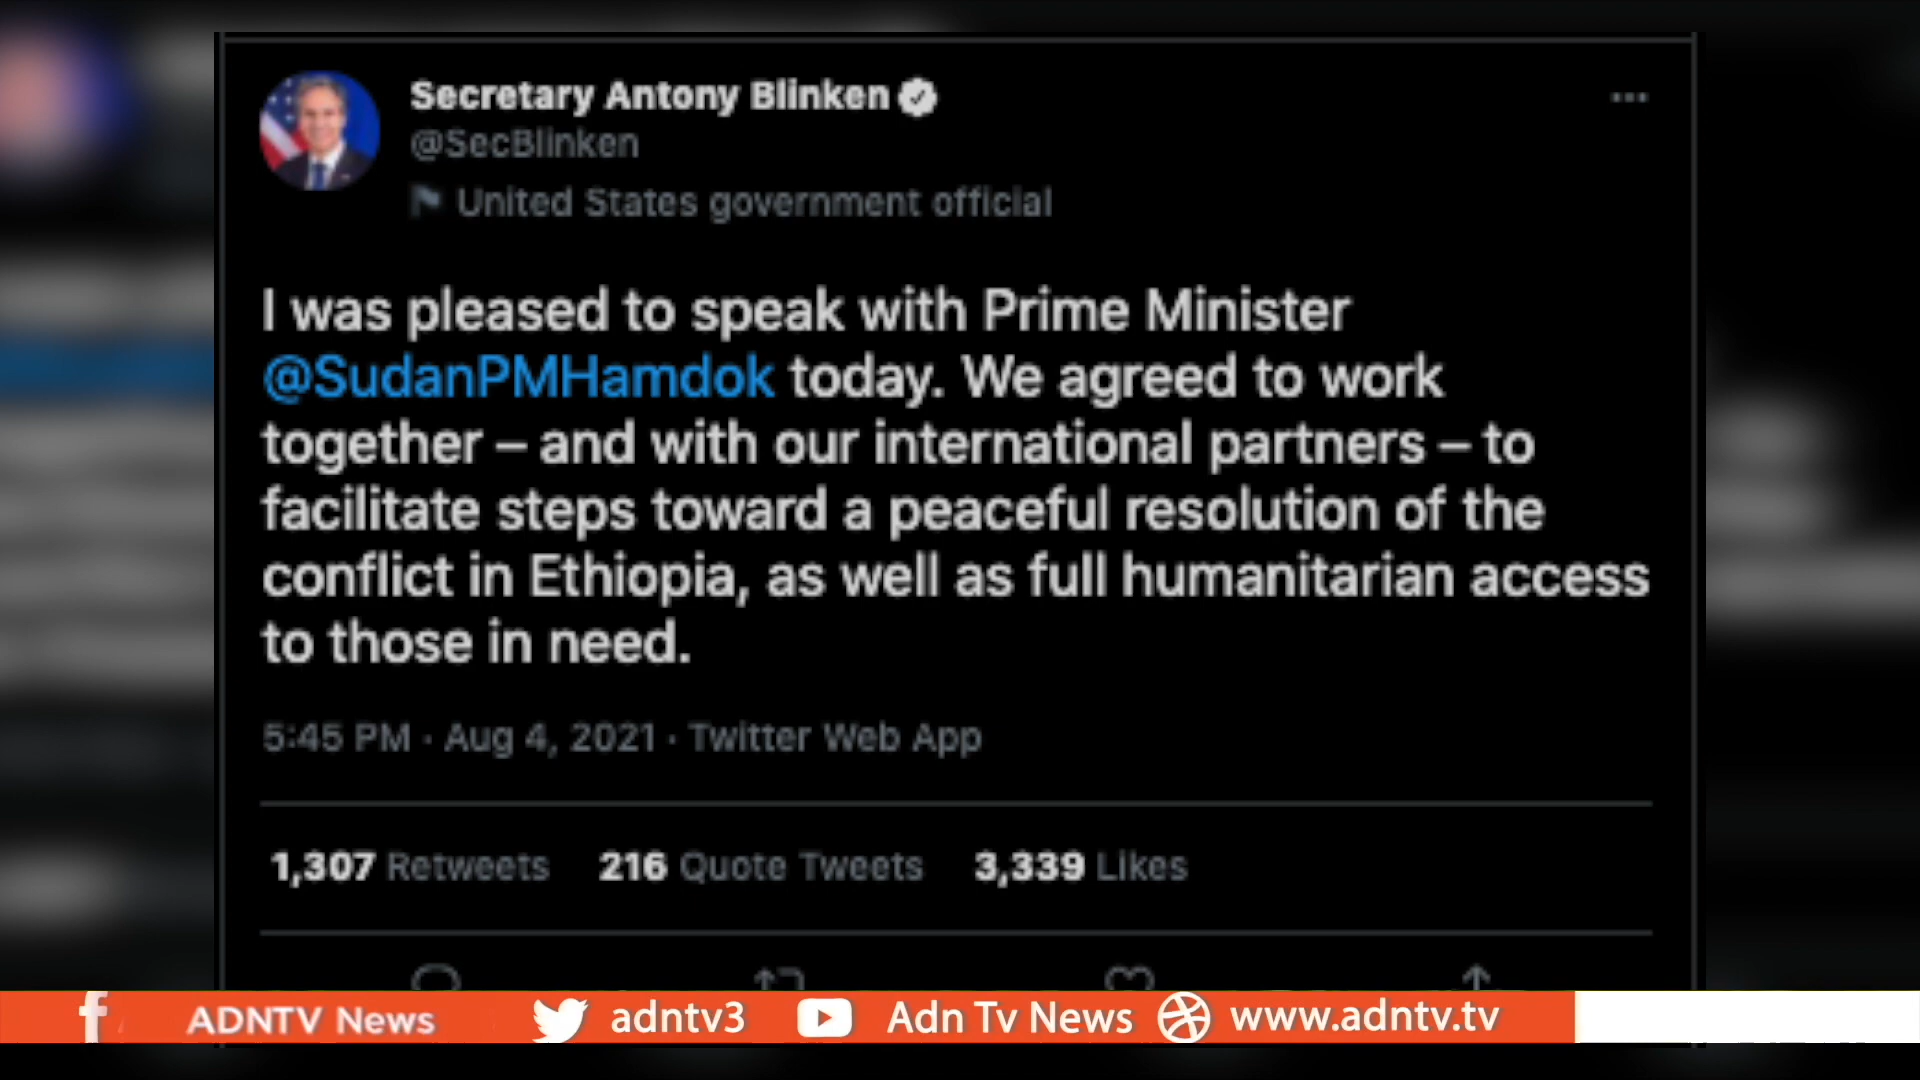 Secretary Antony Blinken
@SecBlinken
United States government official
I was pleased to speak with Prime Minister
@SudanPMHamdok today. We agreed to work
together – and with our international partners – to
facilitate steps toward a peaceful resolution of the
conflict in Ethiopia, as well as full humanitarian access
to those in need.
5:45 PM · Aug 4, 2021 · Twitter Web App
1,307 Retweets 216 Quote Tweets 3,339 Likes
ADNTV News adntv3 Adn Tv News www.adntv.tv